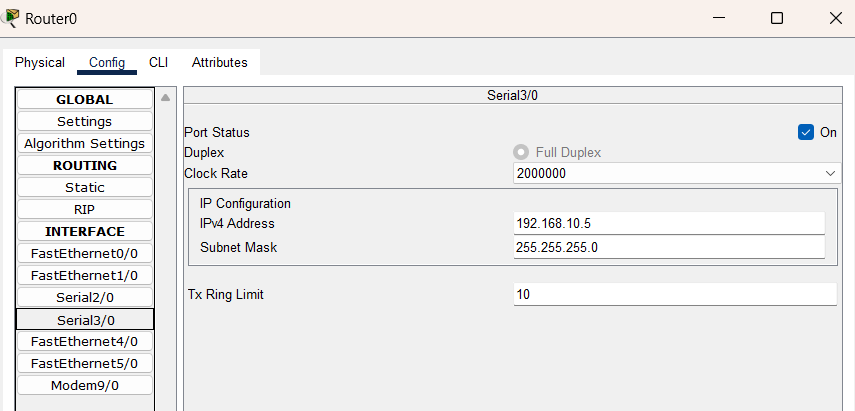 Router0
Physical Config CLI Attributes
GLOBAL
Settings
Algorithm Settings
ROUTING
Static
RIP
INTERFACE
FastEthernet0/0
FastEthernet1/0
Serial2/0
Serial3/0
FastEthernet4/0
FastEthernet5/0
Modem9/0
Serial3/0
Port Status On
Duplex Full Duplex
Clock Rate 2000000
IP Configuration
IPv4 Address 192.168.10.5
Subnet Mask 255.255.255.0
Tx Ring Limit 10